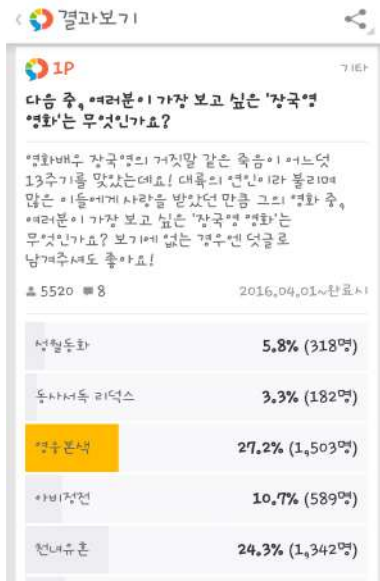 결과보기
1P
기타
다음 중, 여러분이 가장 보고 싶은 '장국영
영화'는 무엇인가요?
영화배우 장국영의 거짓말 같은 죽음이 어느덧
13주기를 맞았는데요! 대륙의 연인이라 불리며
많은 이들에게 사랑을 받았던 만큼 그의 영화 중,
여러분이 가장 보고 싶은 '장국영 영화'는
무엇인가요? 보기에 없는 경우엔 덧글로
남겨주셔도 좋아요!
5520 8 2016.04.01~완료시
성월동화 5.8% (318명)
동사서독 리덕스 3.3% (182명)
영웅본색 27.2% (1,503명)
아비정전 10.7% (589명)
천녀유혼 24.3% (1,342명)